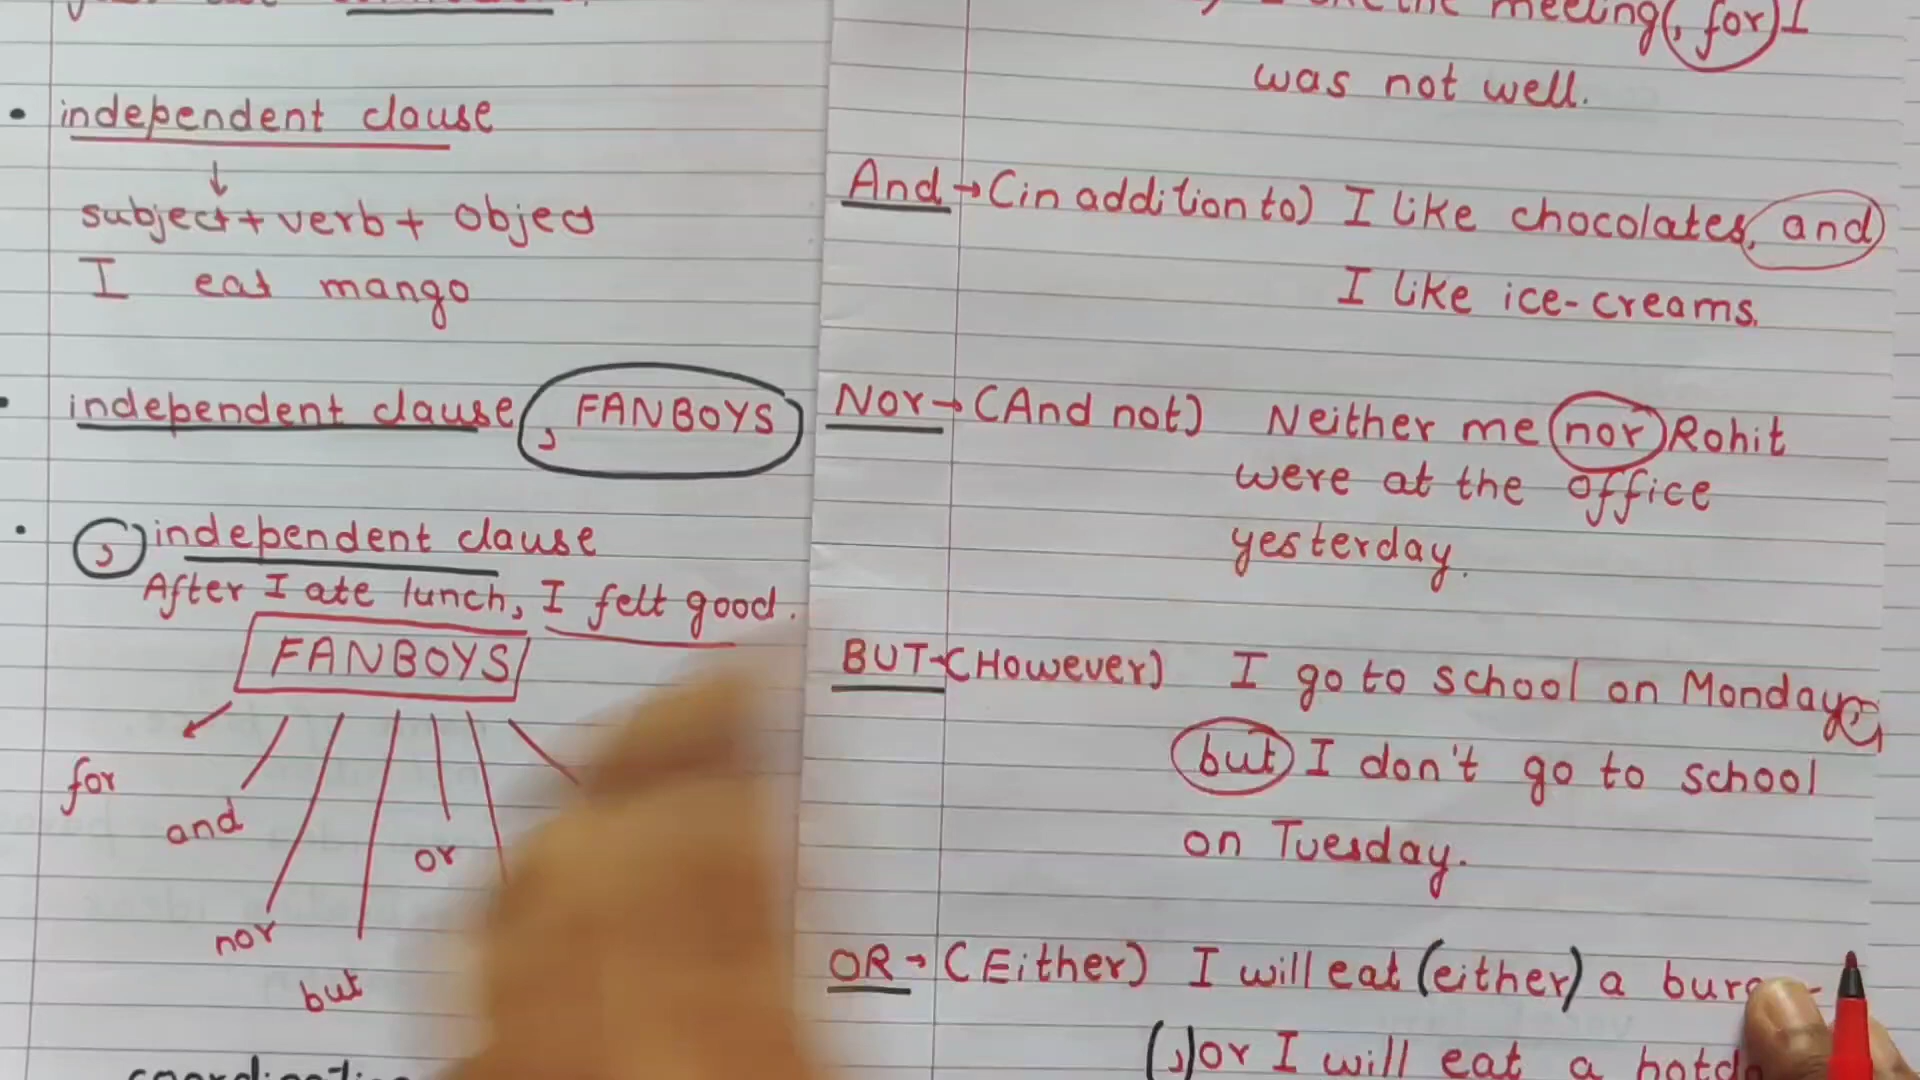 independent clause
↓
subject + verb + object
I eat mango
independent clause, FANBOYS
, independent clause
After I ate lunch, I felt good.
FANBOYS
for
and
or
nor
but
meeting(, for) I
was not well.
And → (in addition to) I like chocolates, and
I like ice-creams.
Nor → (And not) Neither me nor Rohit
were at the office
yesterday.
BUT - (However) I go to school on Monday,
but I don't go to school
on Tuesday.
OR → (Either) I will eat (either) a
(,) or I will eat a